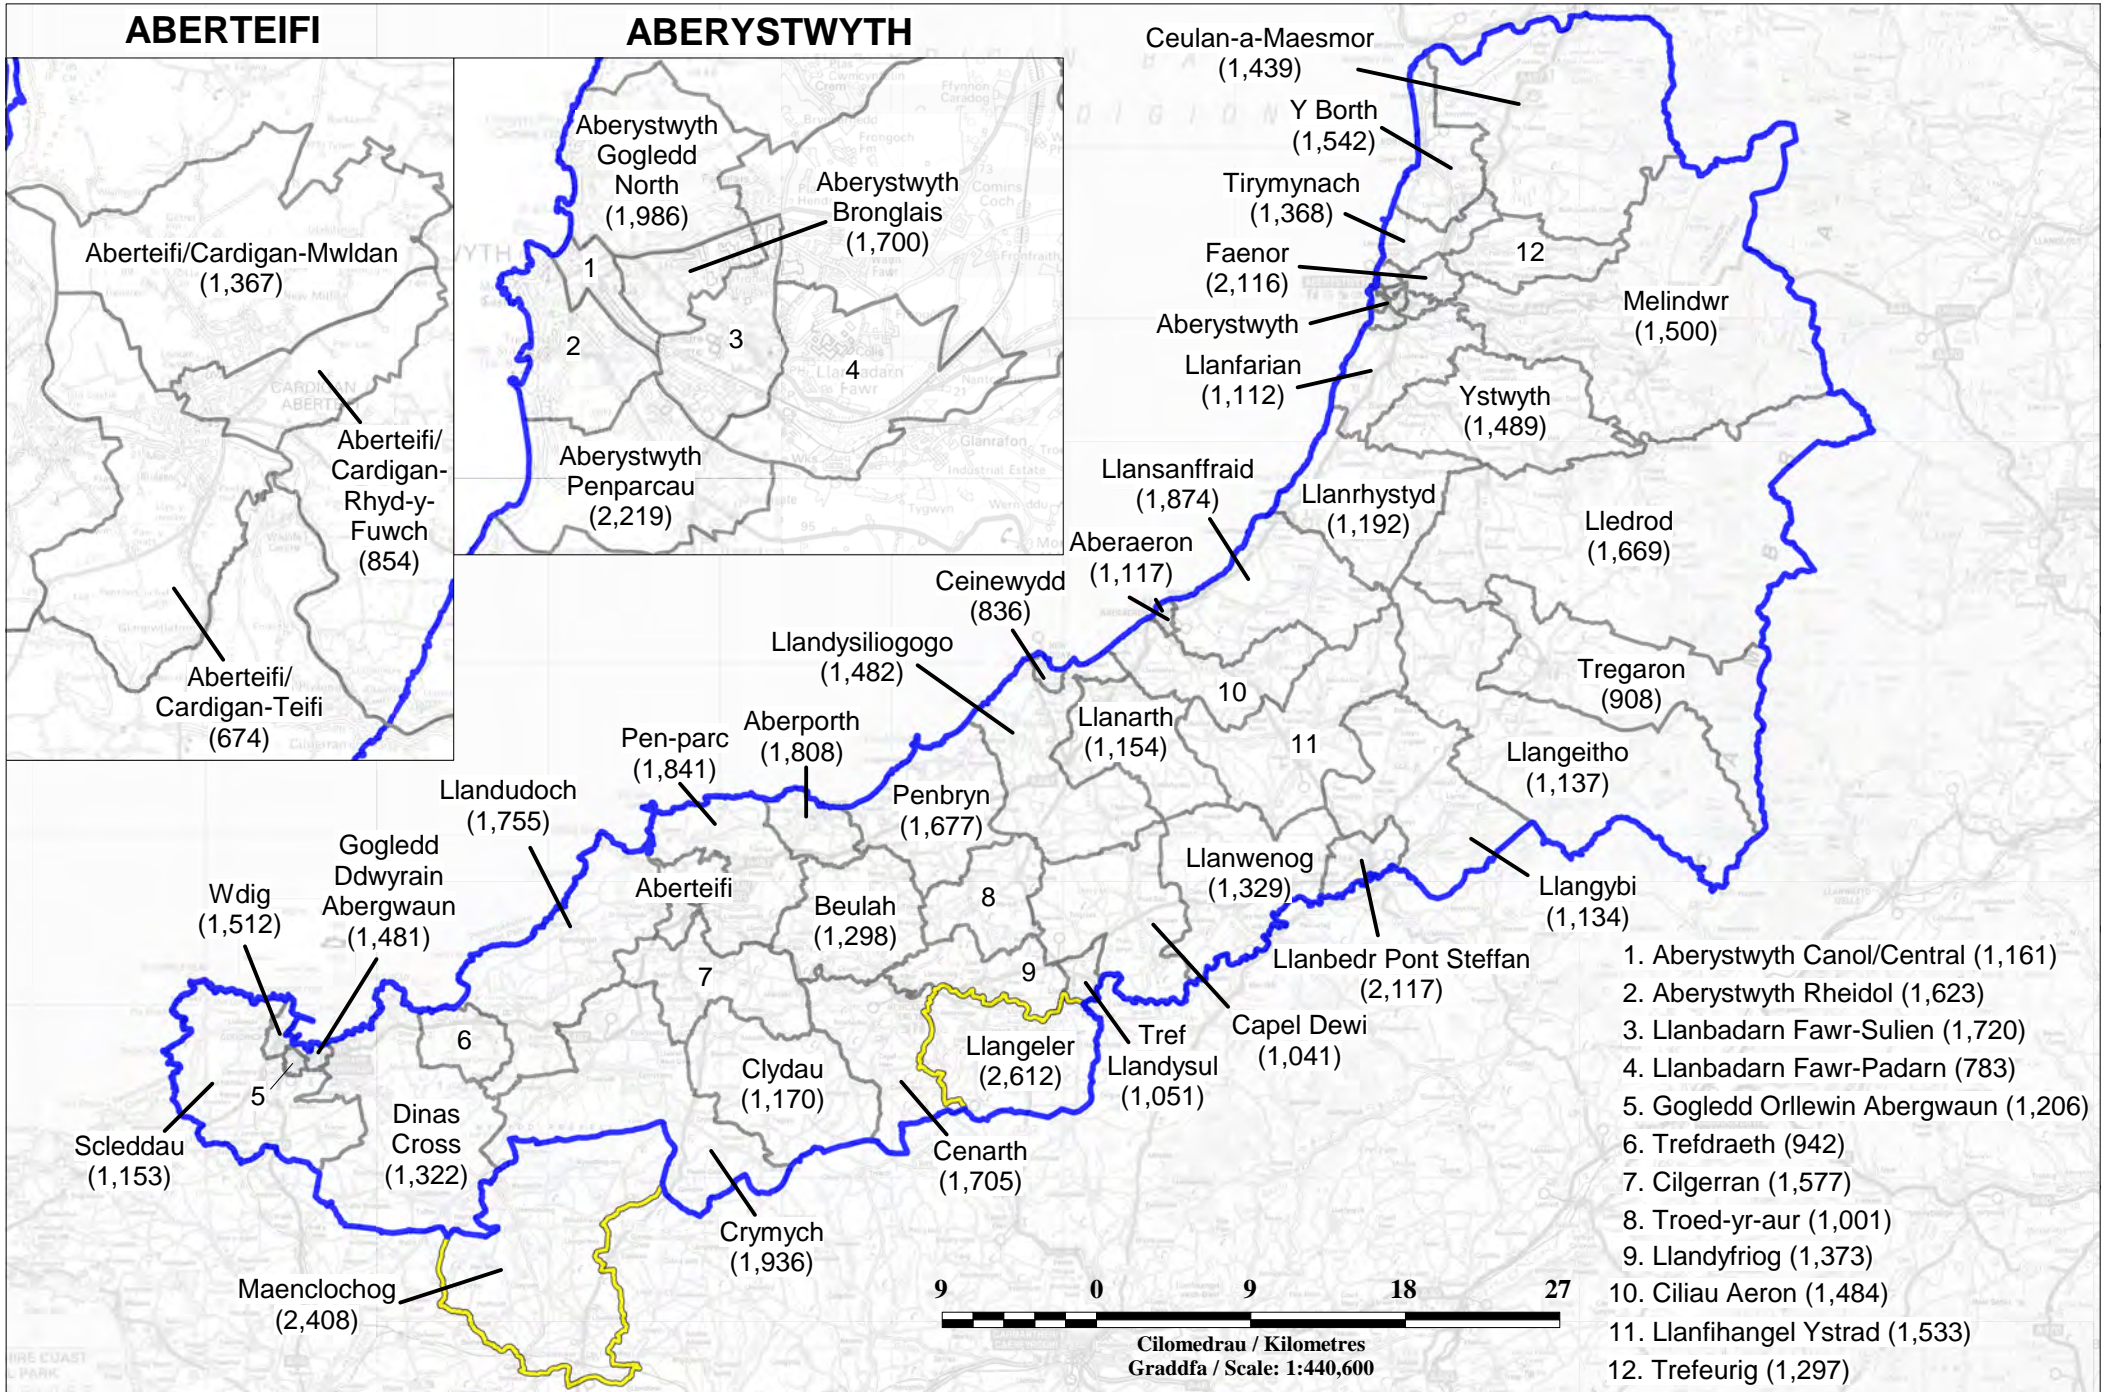 ABERTEIFI
Aberteifi/Cardigan-Mwldan
(1,367)
Aberteifi/
Cardigan-
Rhyd-y-
Fuwch
(854)
Aberteifi/
Cardigan-Teifi
(674)
ABERYSTWYTH
Aberystwyth
Gogledd
North
(1,986)
Aberystwyth
Bronglais
(1,700)
1
2
3
4
Aberystwyth
Penparcau
(2,219)
Ceulan-a-Maesmor
(1,439)
Y Borth
(1,542)
Tirymynach
(1,368)
Faenor
(2,116)
Aberystwyth
Llanfarian
(1,112)
12
Melindwr
(1,500)
Ystwyth
(1,489)
Llansanffraid
(1,874)
Llanrhystyd
(1,192)
Lledrod
(1,669)
Aberaeron
(1,117)
Ceinewydd
(836)
Llandysiliogogo
(1,482)
Tregaron
(908)
10
Llanarth
(1,154)
11
Llangeitho
(1,137)
Aberporth
(1,808)
Pen-parc
(1,841)
Penbryn
(1,677)
Llandudoch
(1,755)
Gogledd
Ddwyrain
Abergwaun
(1,481)
Wdig
(1,512)
Aberteifi
Beulah
(1,298)
8
Llanwenog
(1,329)
Llangybi
(1,134)
Llanbedr Pont Steffan
(2,117)
7
9
6
5
Clydau
(1,170)
Llangeler
(2,612)
Tref
Llandysul
(1,051)
Capel Dewi
(1,041)
Scleddau
(1,153)
Dinas
Cross
(1,322)
Cenarth
(1,705)
Crymych
(1,936)
Maenclochog
(2,408)
1. Aberystwyth Canol/Central (1,161)
2. Aberystwyth Rheidol (1,623)
3. Llanbadarn Fawr-Sulien (1,720)
4. Llanbadarn Fawr-Padarn (783)
5. Gogledd Orllewin Abergwaun (1,206)
6. Trefdraeth (942)
7. Cilgerran (1,577)
8. Troed-yr-aur (1,001)
9. Llandyfriog (1,373)
10. Ciliau Aeron (1,484)
11. Llanfihangel Ystrad (1,533)
12. Trefeurig (1,297)
9 0 9 18 27
Cilomedrau / Kilometres
Graddfa / Scale: 1:440,600